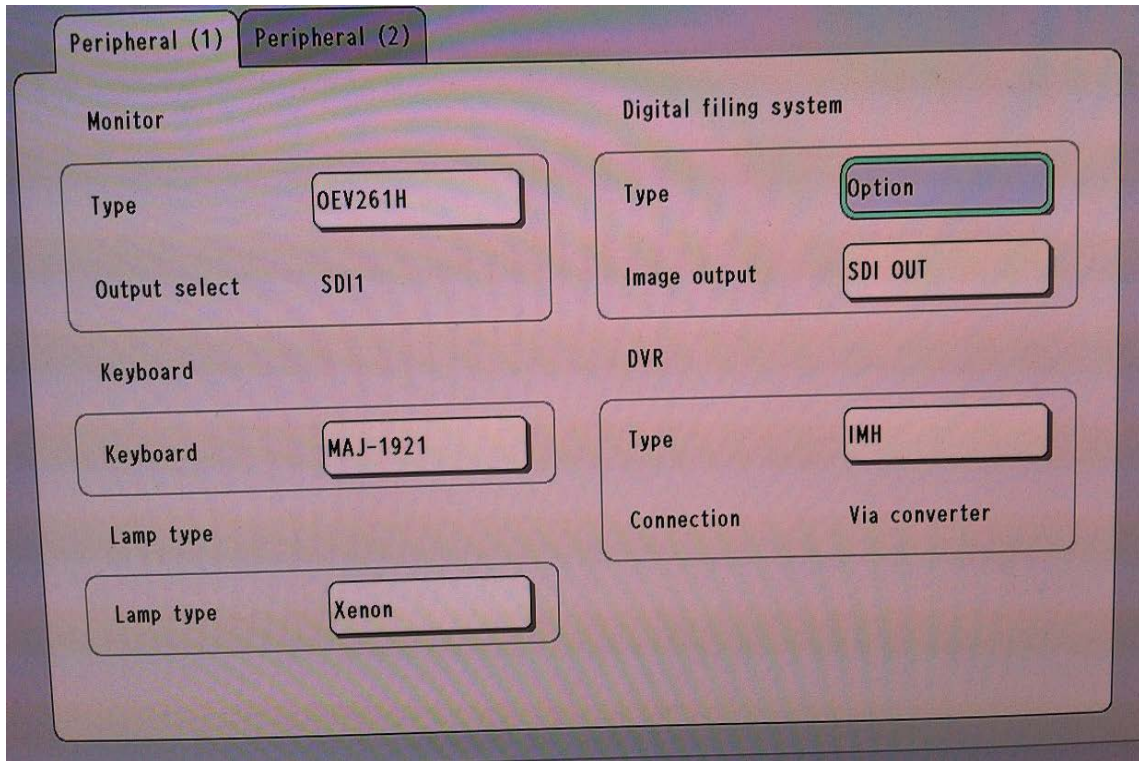 Peripheral (1)
Peripheral (2)
Monitor
Type
OEV261H
Output select
SDI1
Keyboard
Keyboard
MAJ-1921
Lamp type
Lamp type
Xenon
Digital filing system
Type
Option
Image output
SDI OUT
DVR
Type
IMH
Connection
Via converter